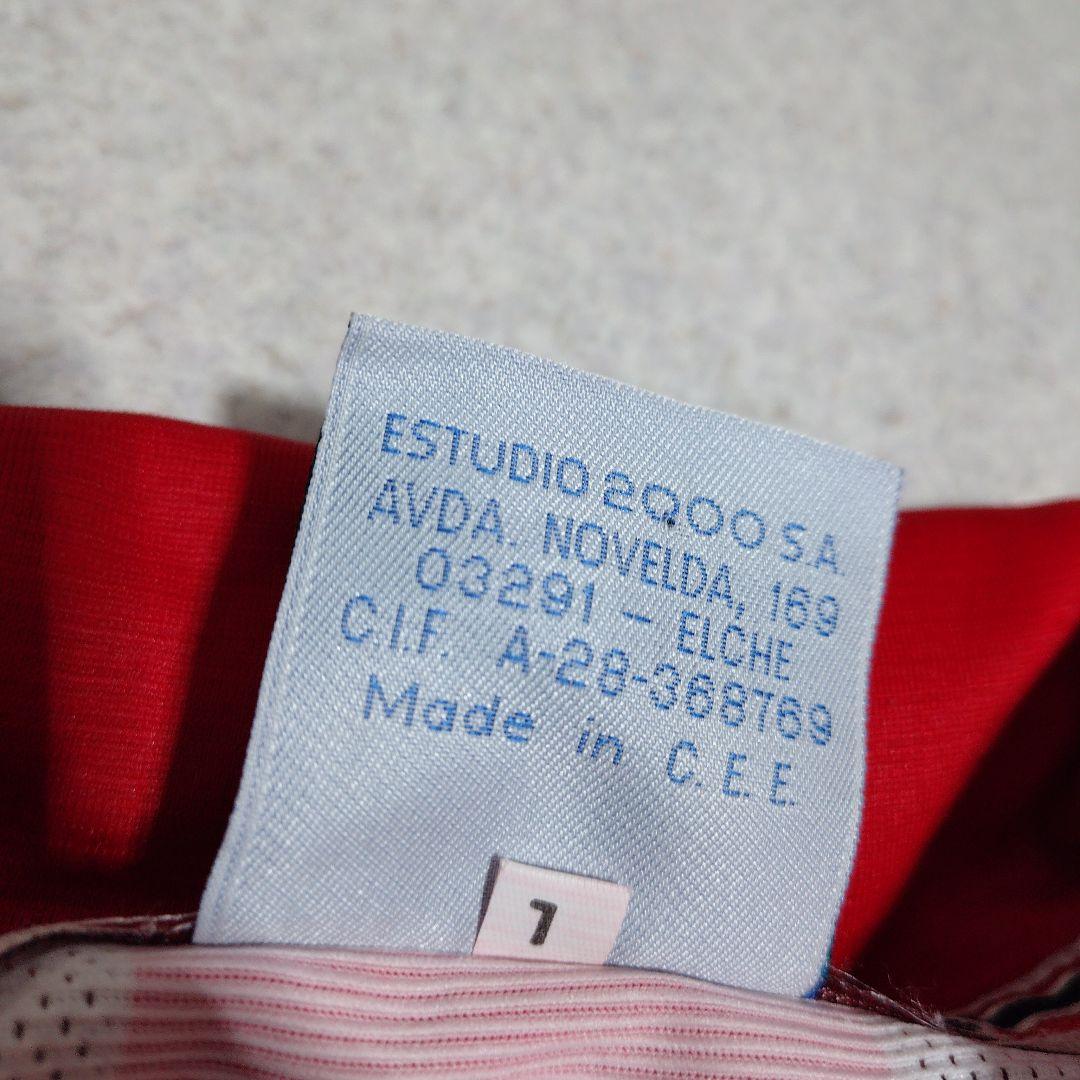 ESTUDIO 2000 S.A.
AVDA. NOVELDA, 169
03291 - ELCHE
C.I.F. A-28-368769
Made in C.E.E.
7